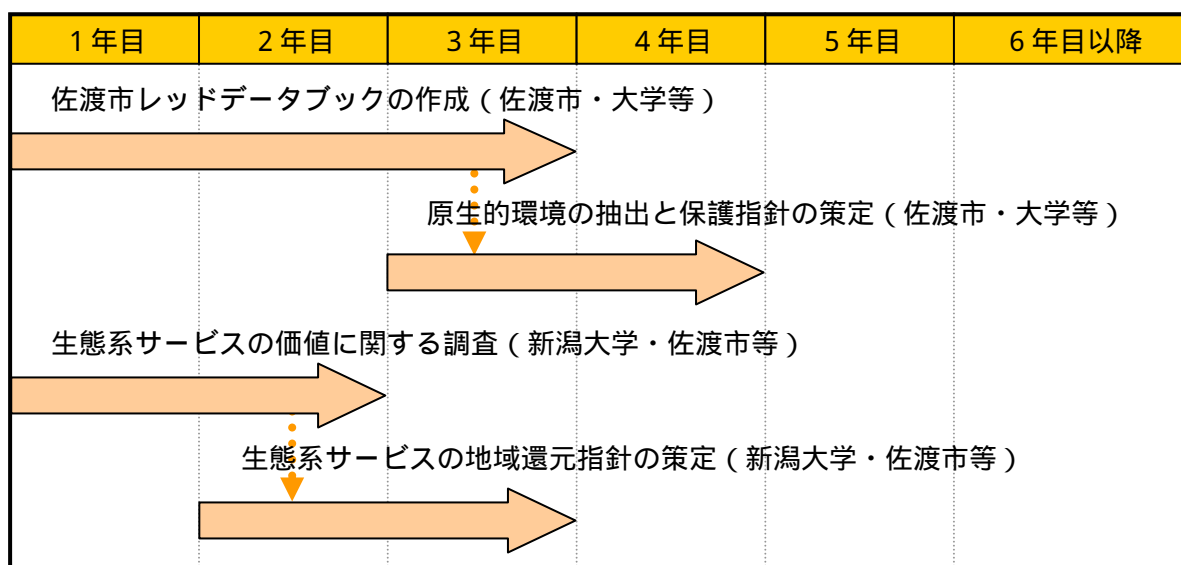 1年目 2年目 3年目 4年目 5年目 6年目以降
佐渡市レッドデータブックの作成（佐渡市・大学等）
原生的環境の抽出と保護指針の策定（佐渡市・大学等）
生態系サービスの価値に関する調査（新潟大学・佐渡市等）
生態系サービスの地域還元指針の策定（新潟大学・佐渡市等）